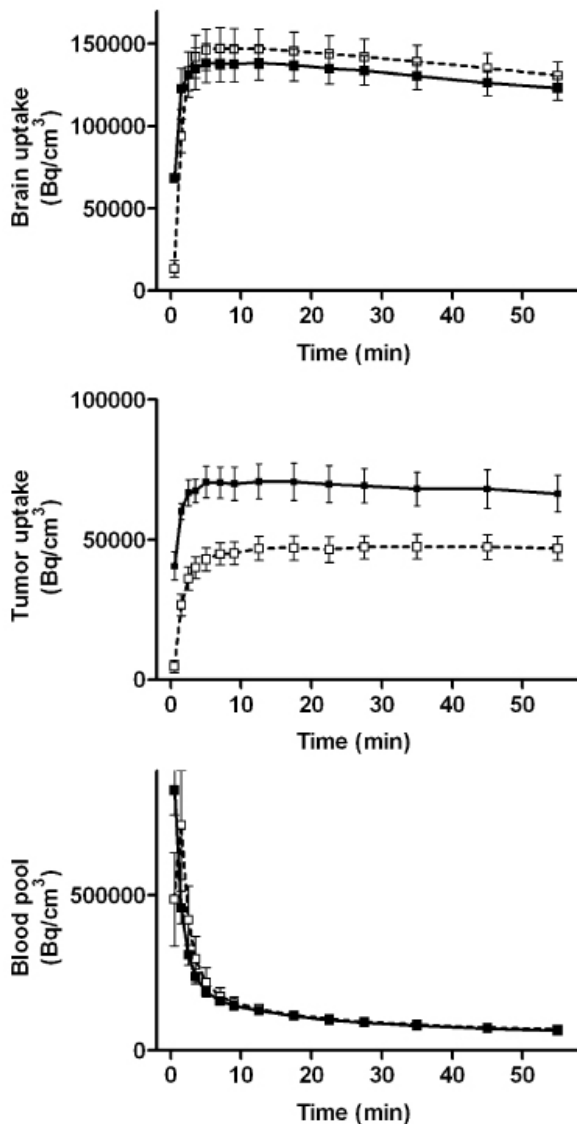 Brain uptake
(Bq/cm³)
150000
100000
50000
0
0 10 20 30 40 50
Time (min)
Tumor uptake
(Bq/cm³)
100000
50000
0
0 10 20 30 40 50
Time (min)
Blood pool
(Bq/cm³)
500000
0
0 10 20 30 40 50
Time (min)